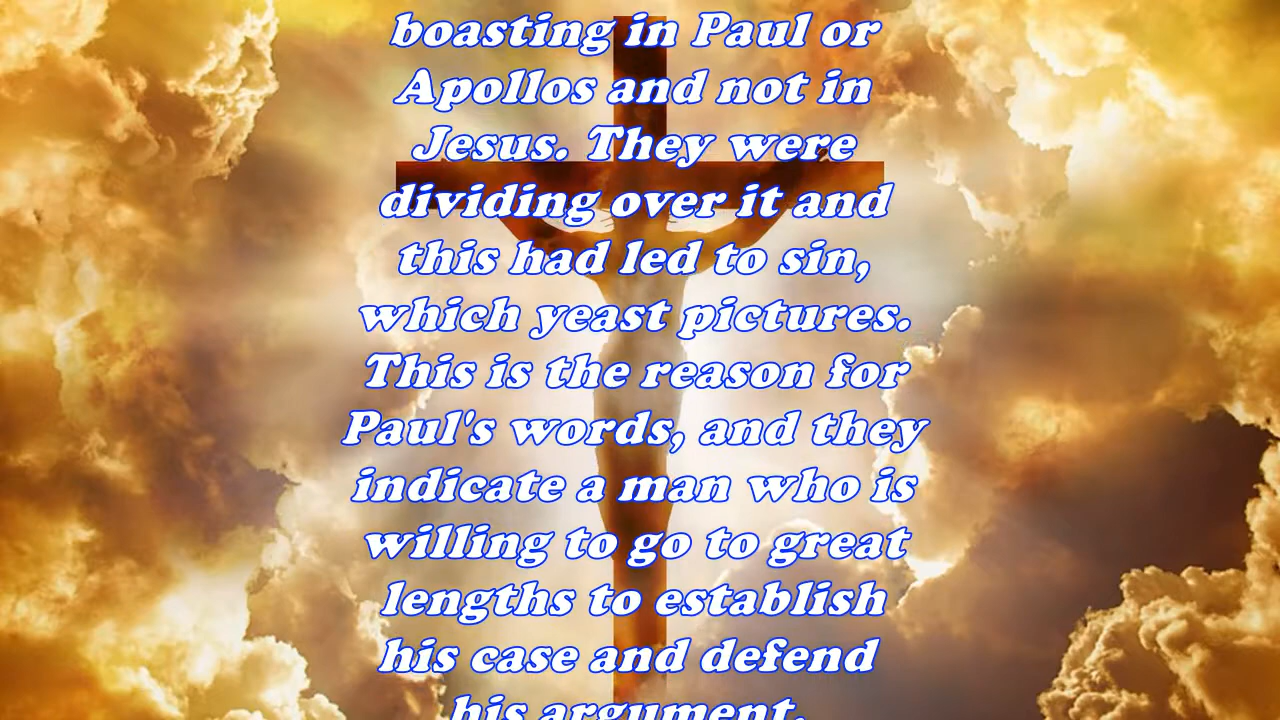 boasting in Paul or
Apollos and not in
Jesus. They were
dividing over it and
this had led to sin,
which yeast pictures.
This is the reason for
Paul's words, and they
indicate a man who is
willing to go to great
lengths to establish
his case and defend
his argument.